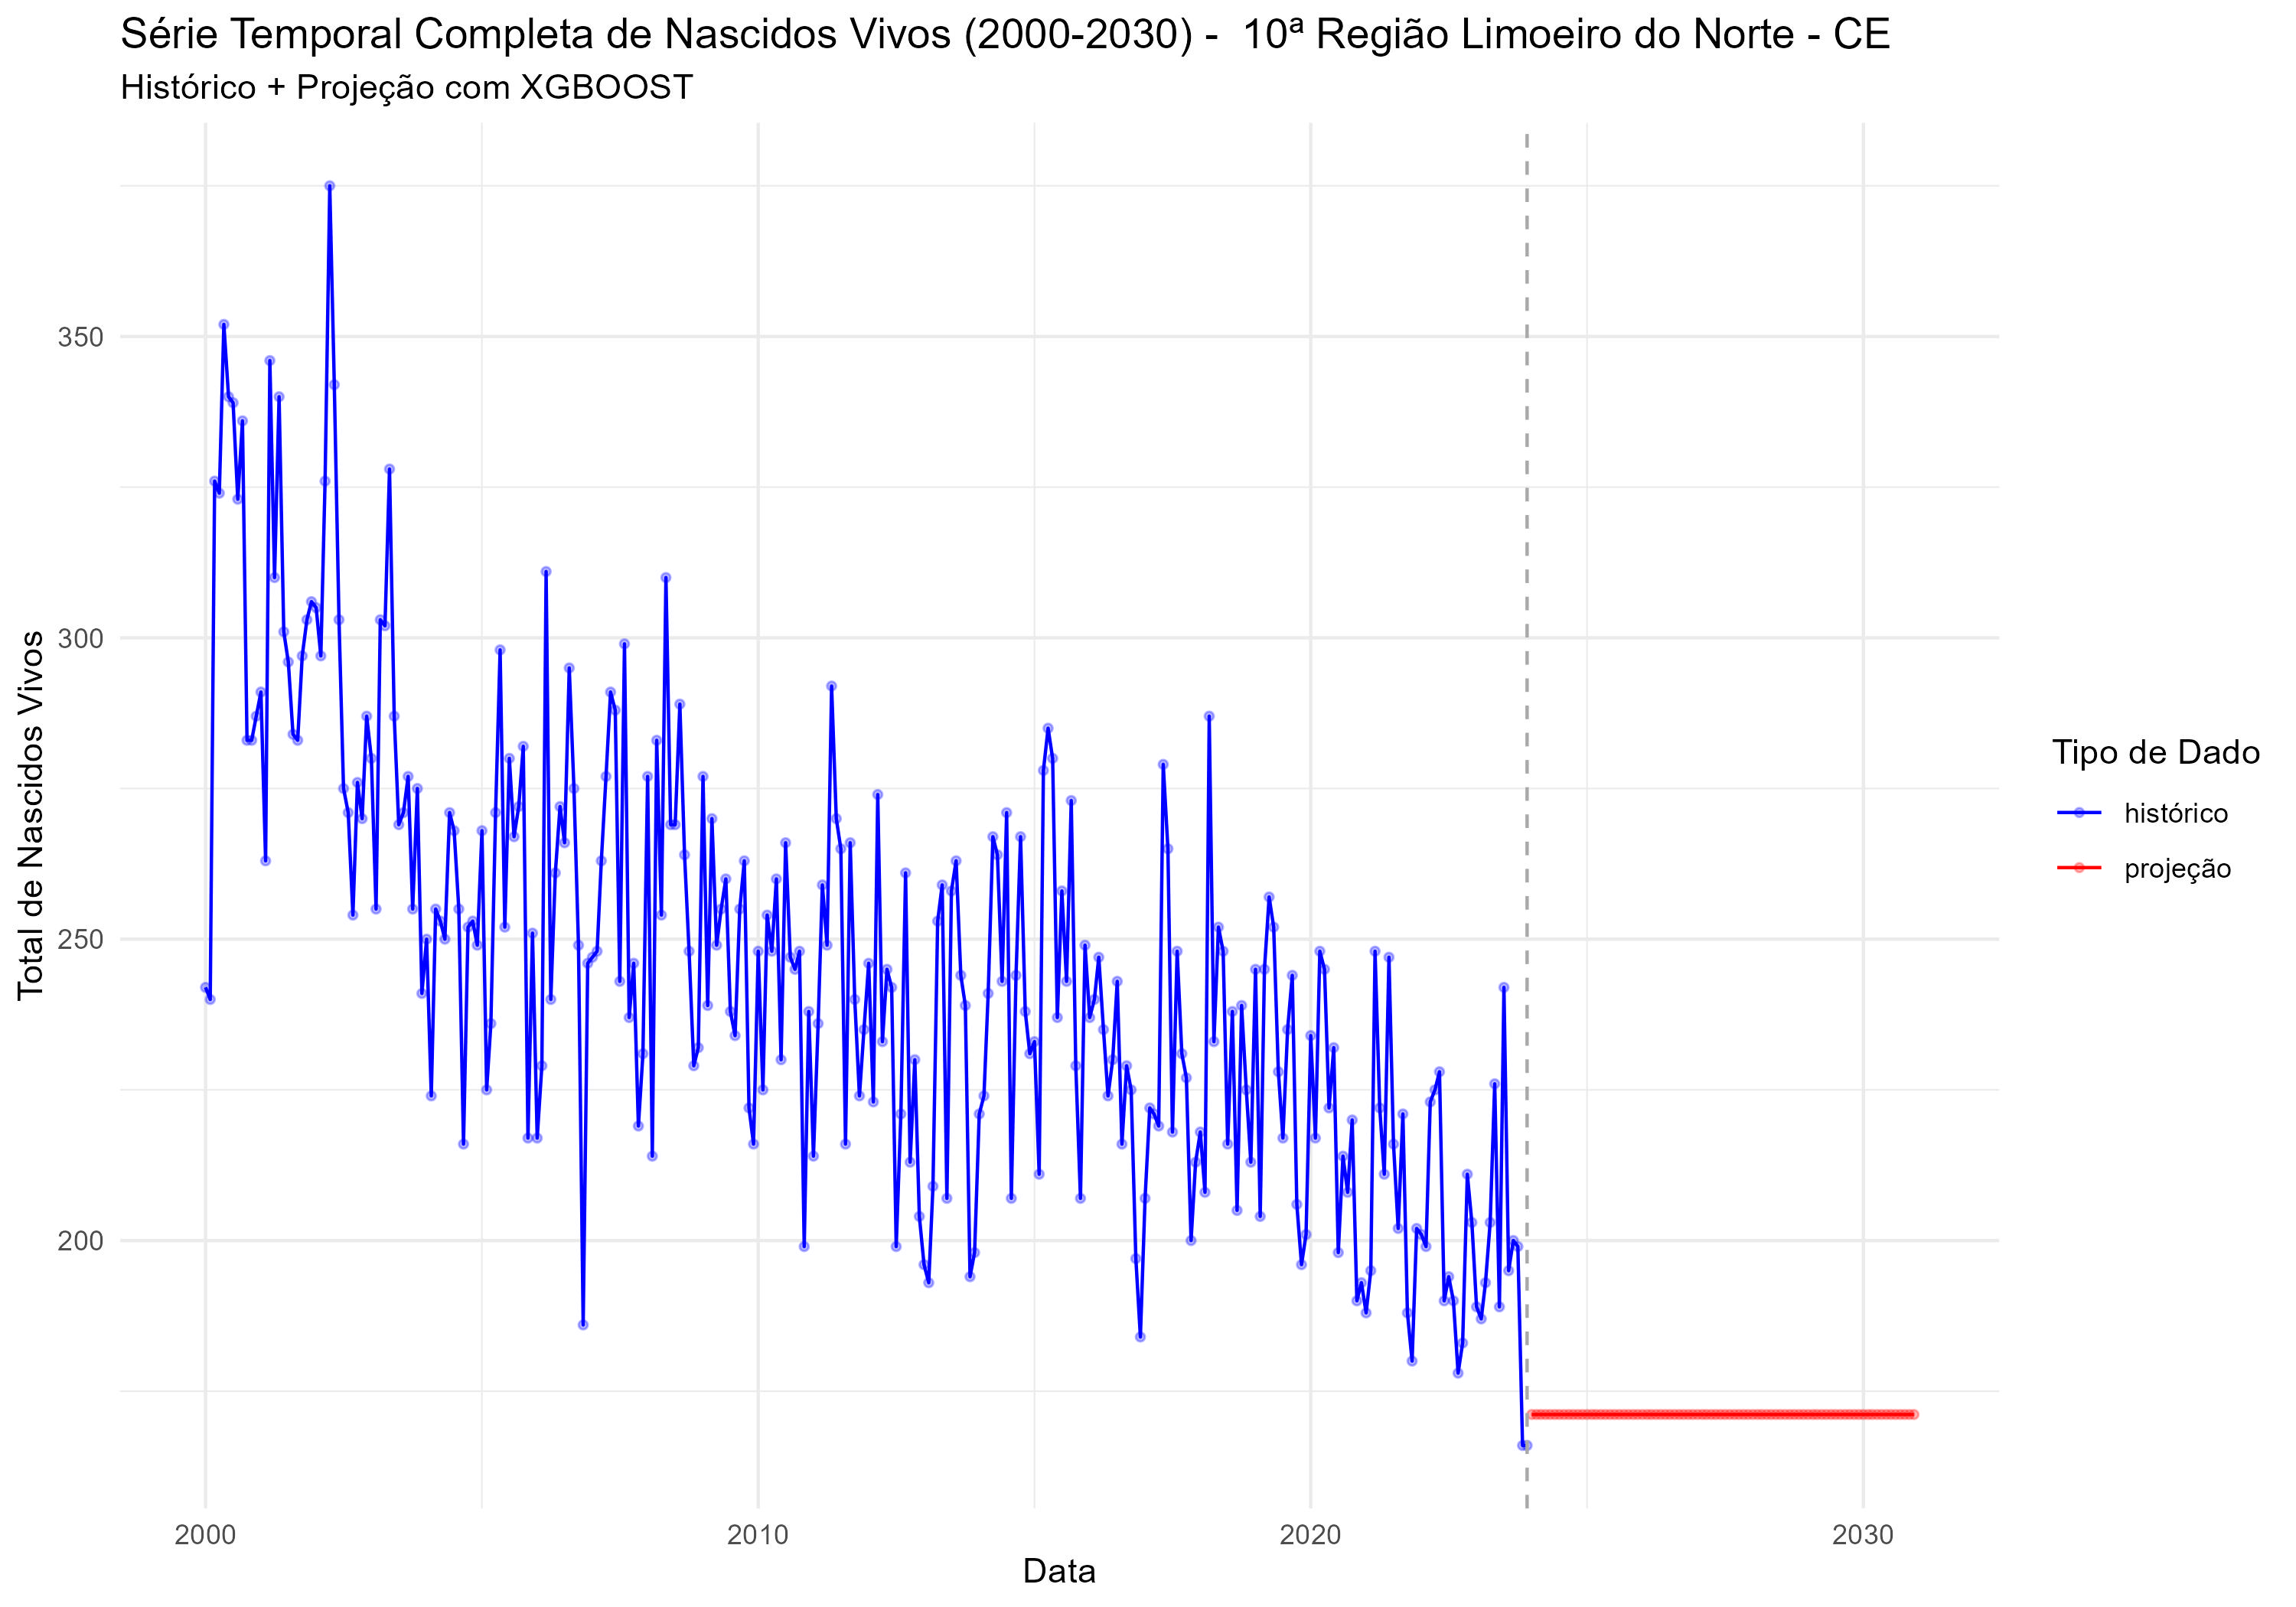 Série Temporal Completa de Nascidos Vivos (2000-2030) -  10ª Região Limoeiro do Norte - CE
Histórico + Projeção com XGBOOST
Total de Nascidos Vivos
350
300
250
200
2000
2010
2020
2030
Data
Tipo de Dado
histórico
projeção